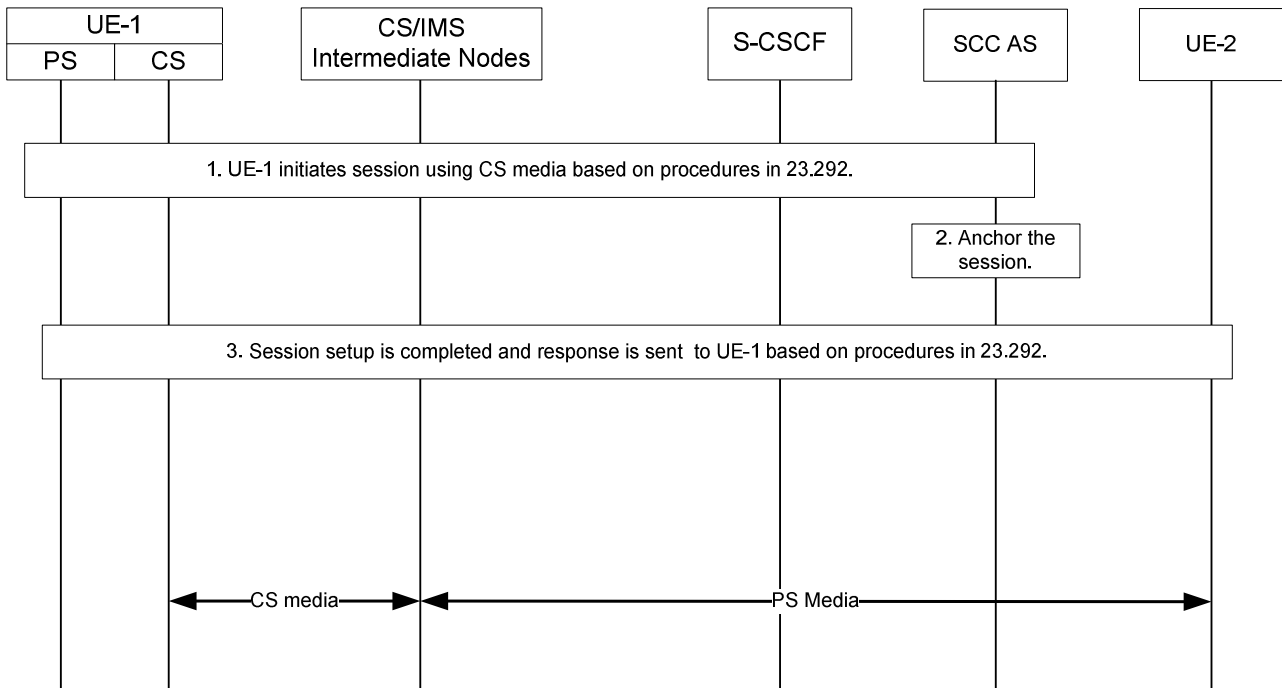 UE-1
PS
CS
CS/IMS
Intermediate Nodes
S-CSCF
SCC AS
UE-2
1. UE-1 initiates session using CS media based on procedures in 23.292.
2. Anchor the
session.
3. Session setup is completed and response is sent to UE-1 based on procedures in 23.292.
CS media
PS Media